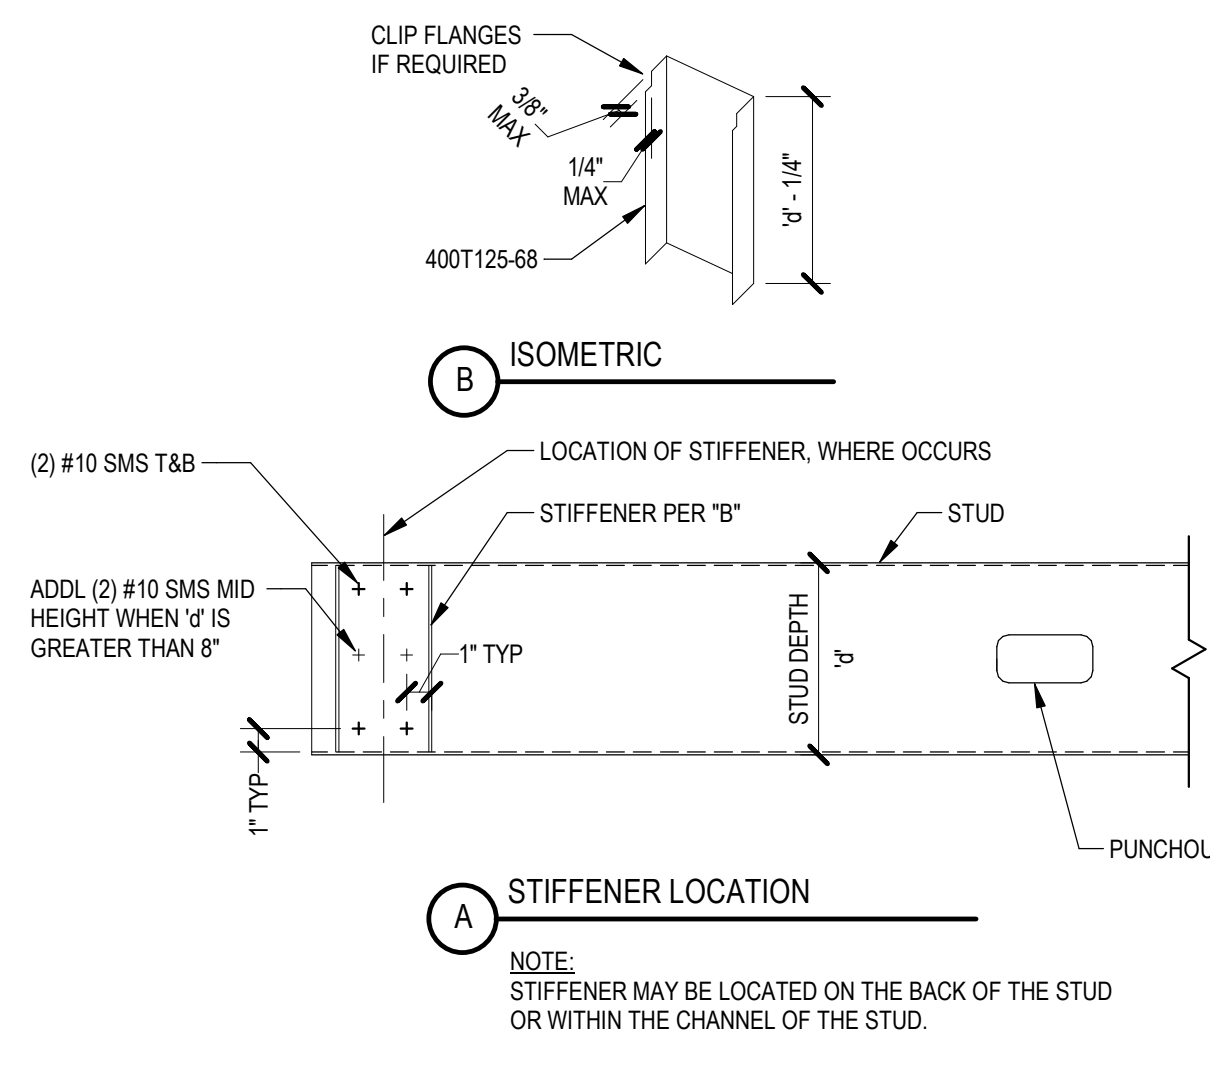 CLIP FLANGES
IF REQUIRED
3/8"
MAX
1/4"
MAX
'd' - 1/4"
400T125-68
B
ISOMETRIC
(2) #10 SMS T&B
LOCATION OF STIFFENER, WHERE OCCURS
STIFFENER PER "B"
STUD
ADDL (2) #10 SMS MID
HEIGHT WHEN 'd' IS
GREATER THAN 8"
1" TYP
STUD DEPTH
'd'
1" TYP
PUNCHOU
A
STIFFENER LOCATION
NOTE:
STIFFENER MAY BE LOCATED ON THE BACK OF THE STUD
OR WITHIN THE CHANNEL OF THE STUD.